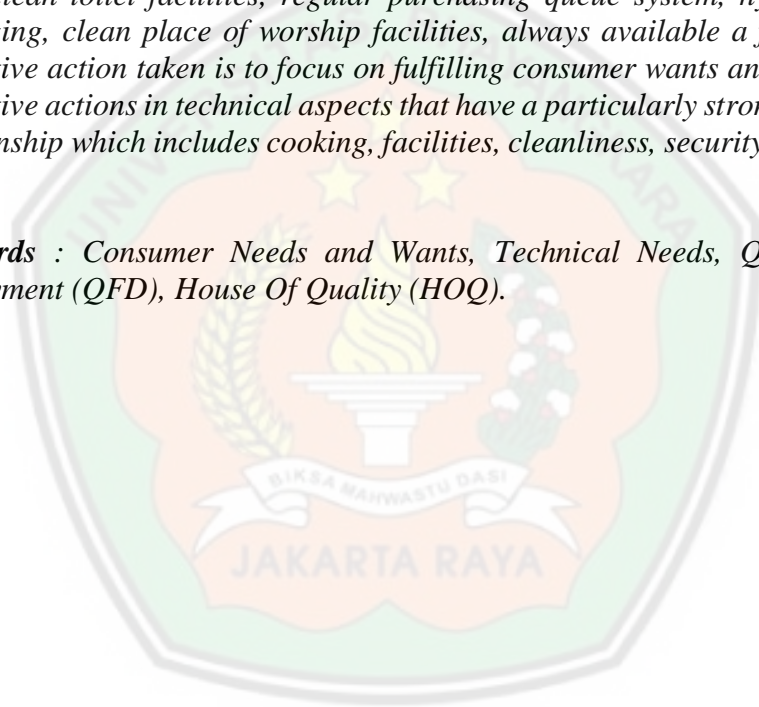 clean toilet facilities, regular purchasing queue system, hy
ing, clean place of worship facilities, always available a f
tive action taken is to focus on fulfilling consumer wants an
tive actions in technical aspects that have a particularly stron
nship which includes cooking, facilities, cleanliness, security
rds : Consumer Needs and Wants, Technical Needs, Q
yment (QFD), House Of Quality (HOQ).
BIKSA MAHWASTU DASI
JAKARTA RAYA